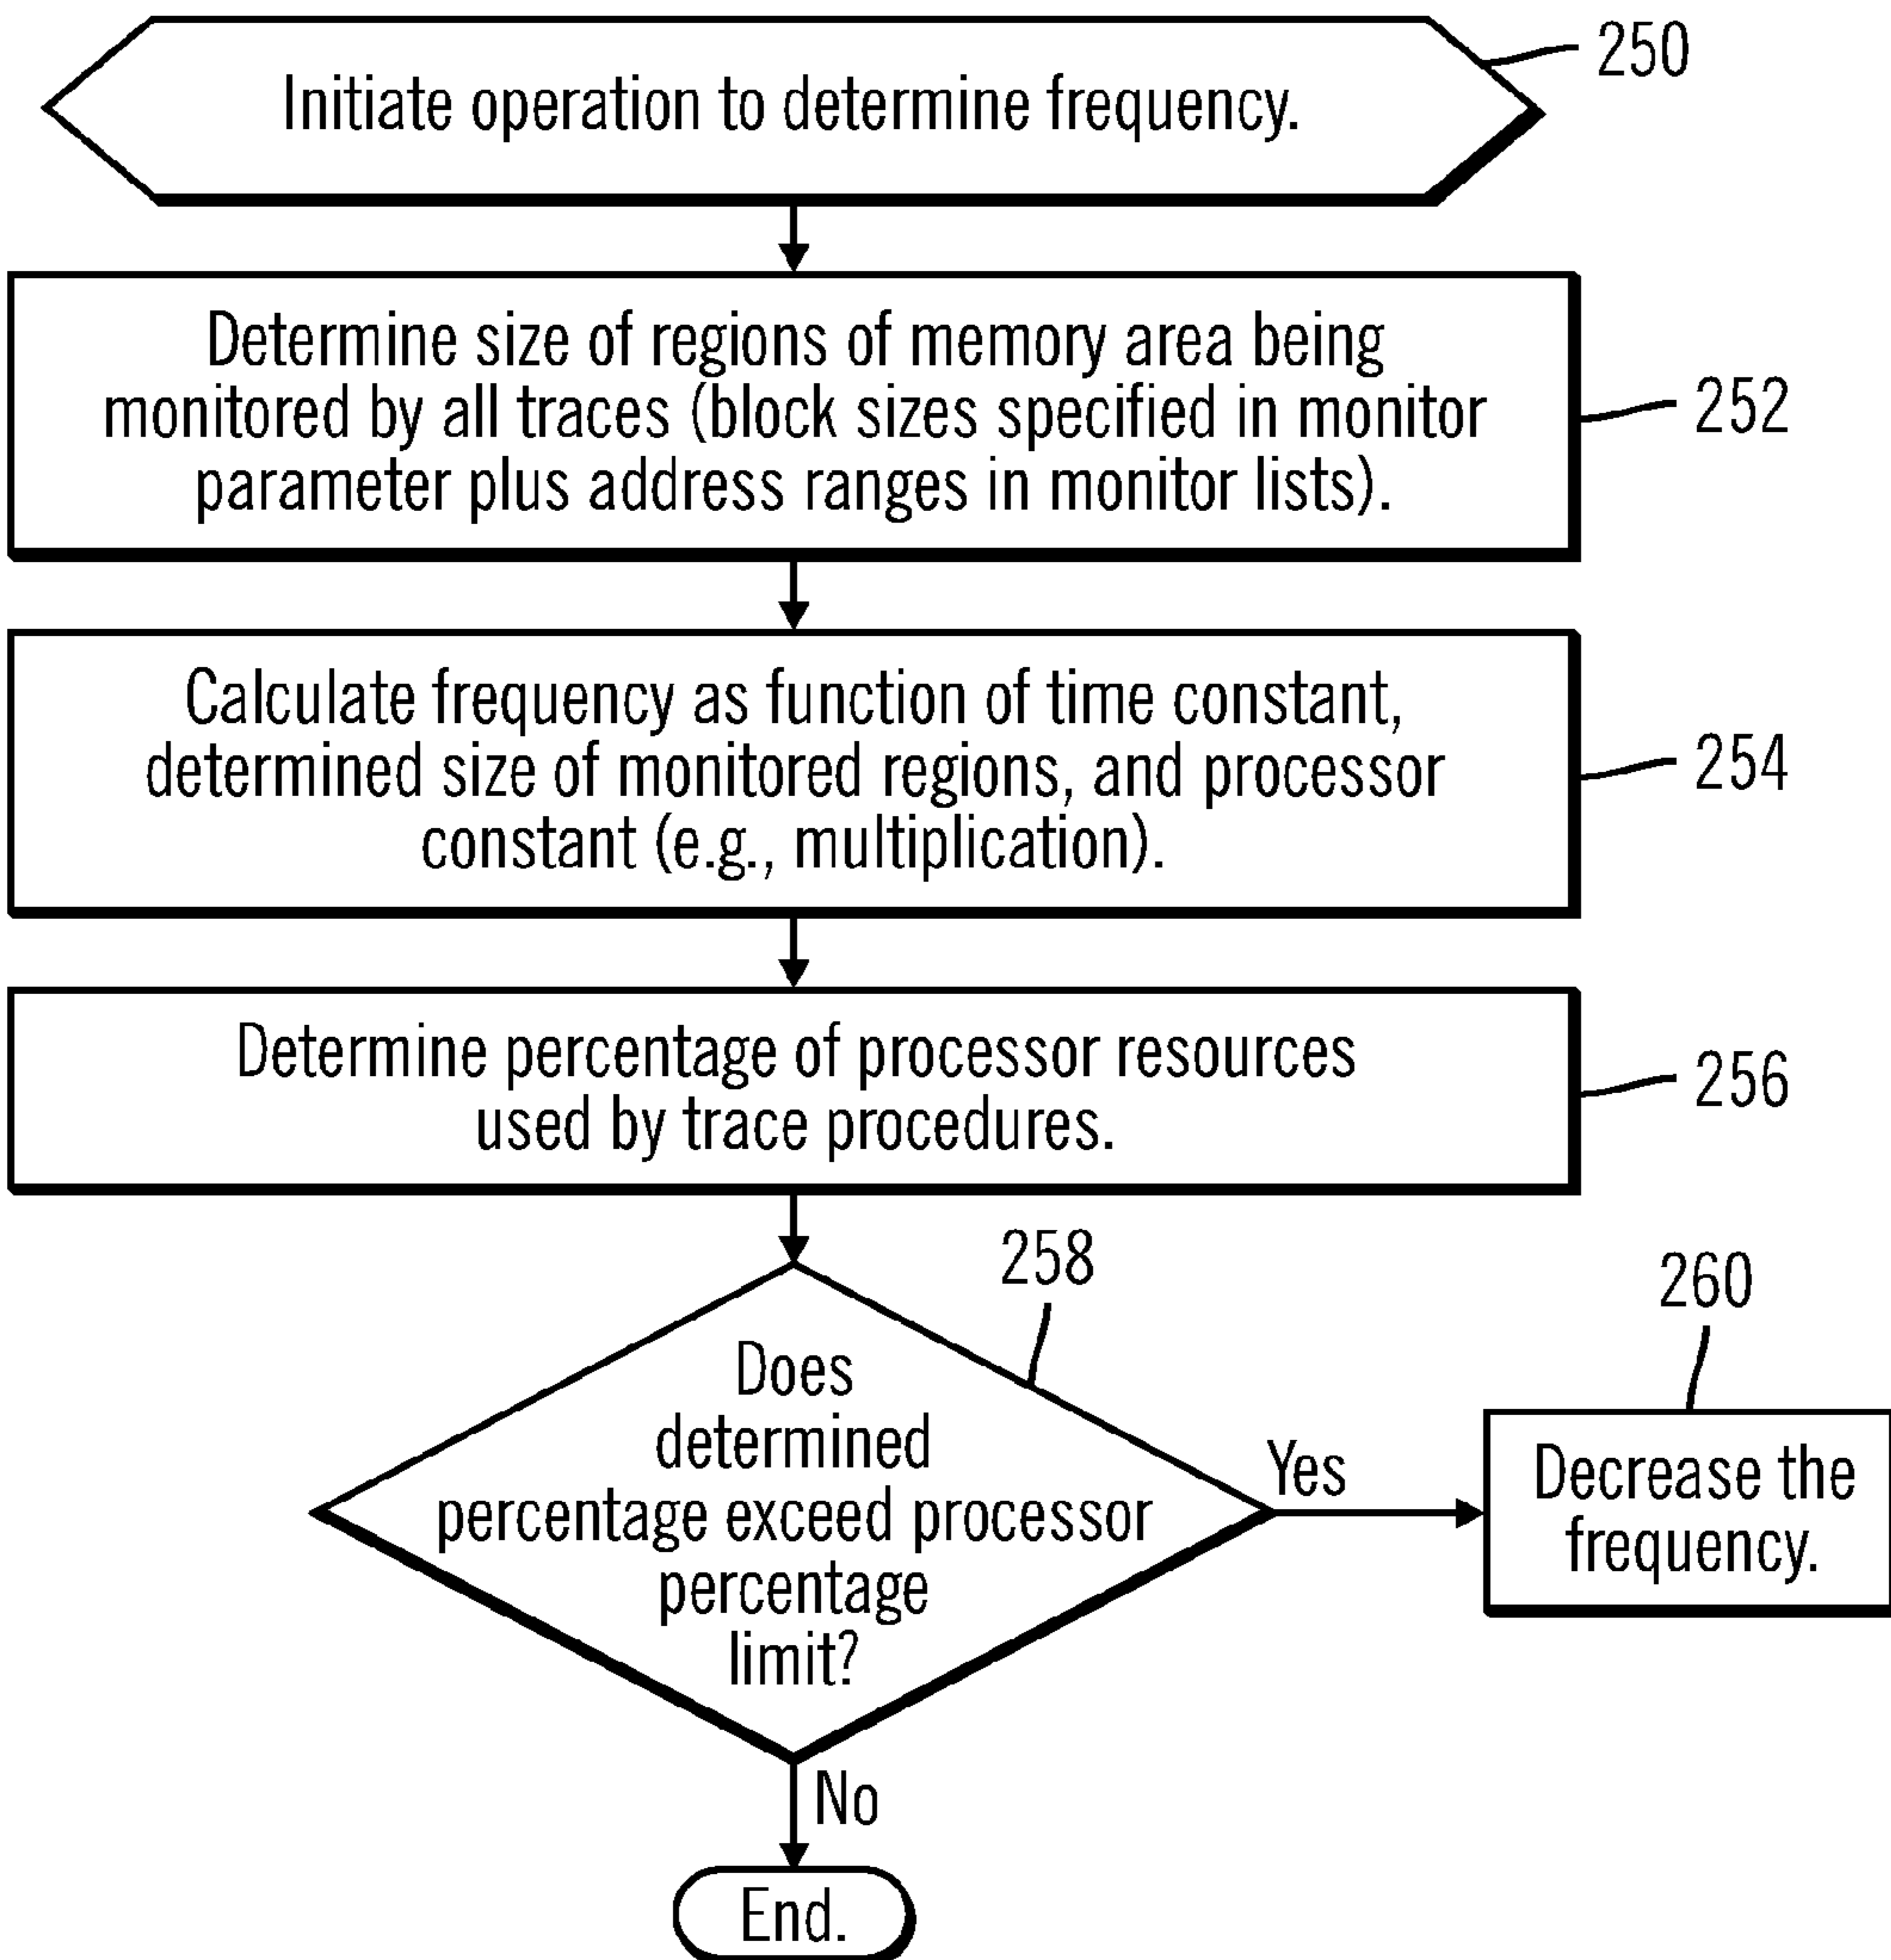 Initiate operation to determine frequency.
250
Determine size of regions of memory area being
monitored by all traces (block sizes specified in monitor
parameter plus address ranges in monitor lists).
252
Calculate frequency as function of time constant,
determined size of monitored regions, and processor
constant (e.g., multiplication).
254
Determine percentage of processor resources
used by trace procedures.
256
258
Does
determined
percentage exceed processor
percentage
limit?
Yes
260
Decrease the
frequency.
No
End.